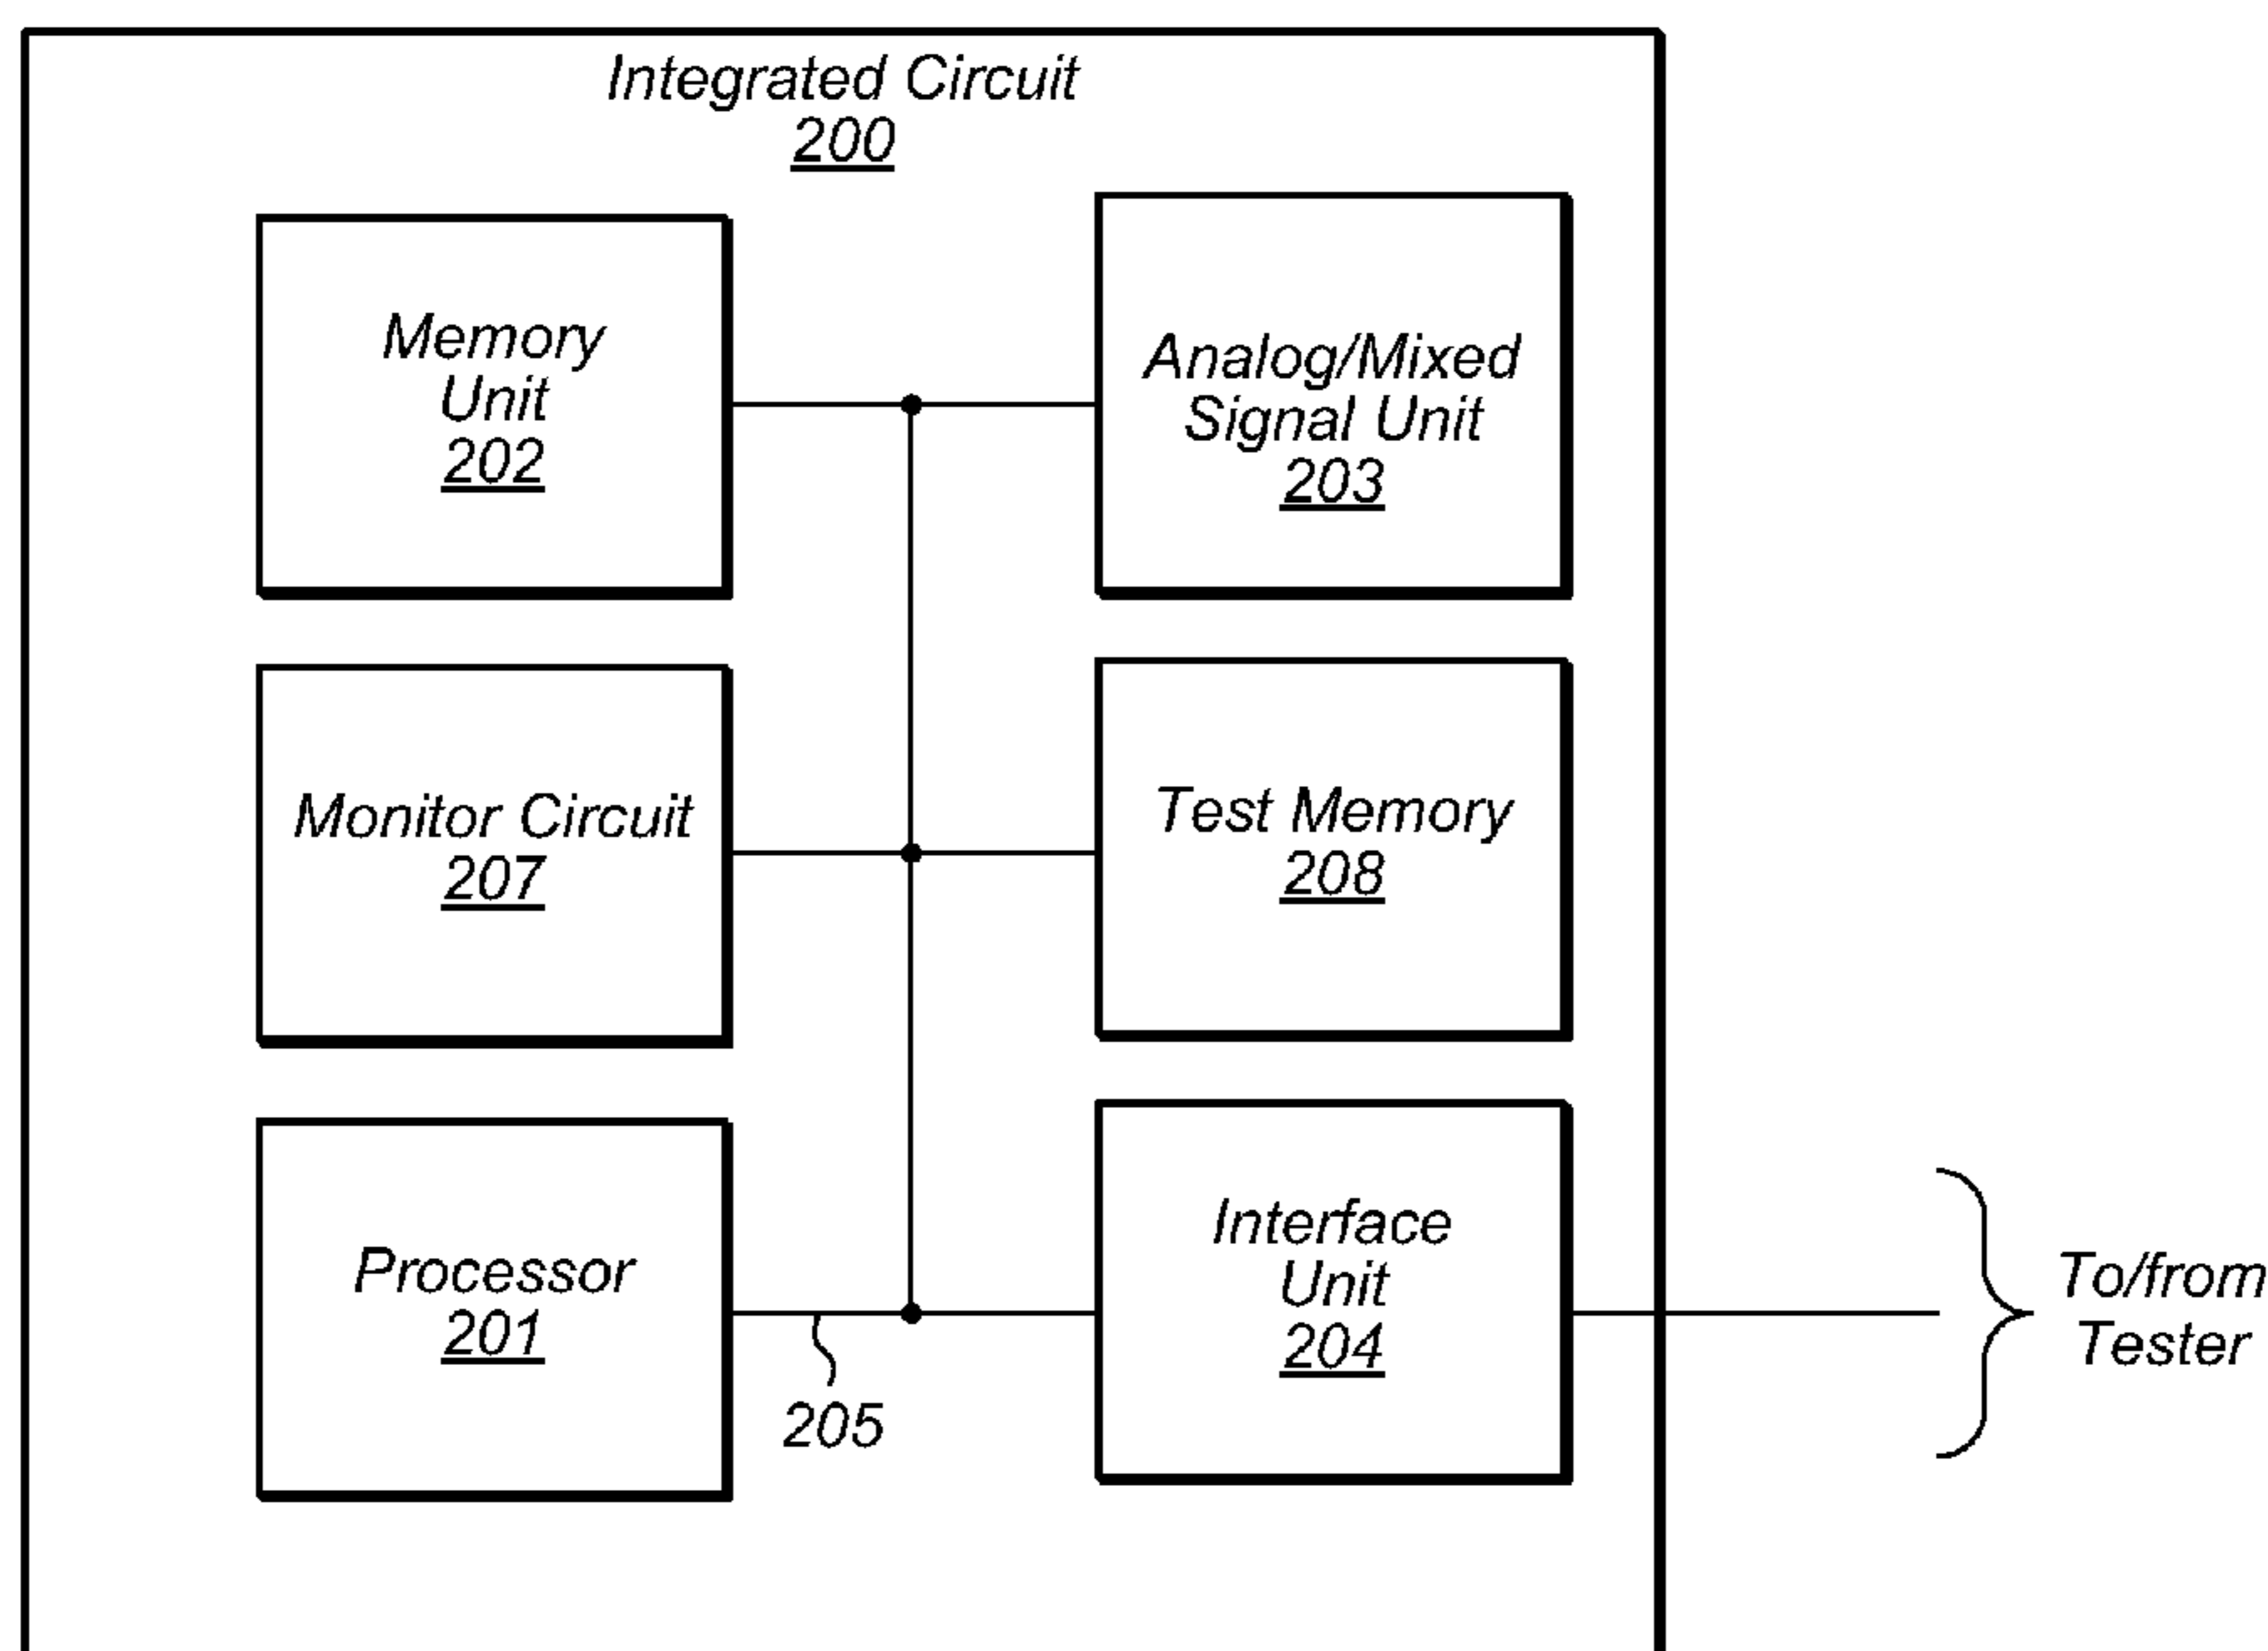 Integrated Circuit
200
Memory
Unit
202
Analog/Mixed
Signal Unit
203
Monitor Circuit
207
Test Memory
208
Processor
201
205
Interface
Unit
204
To/from
Tester